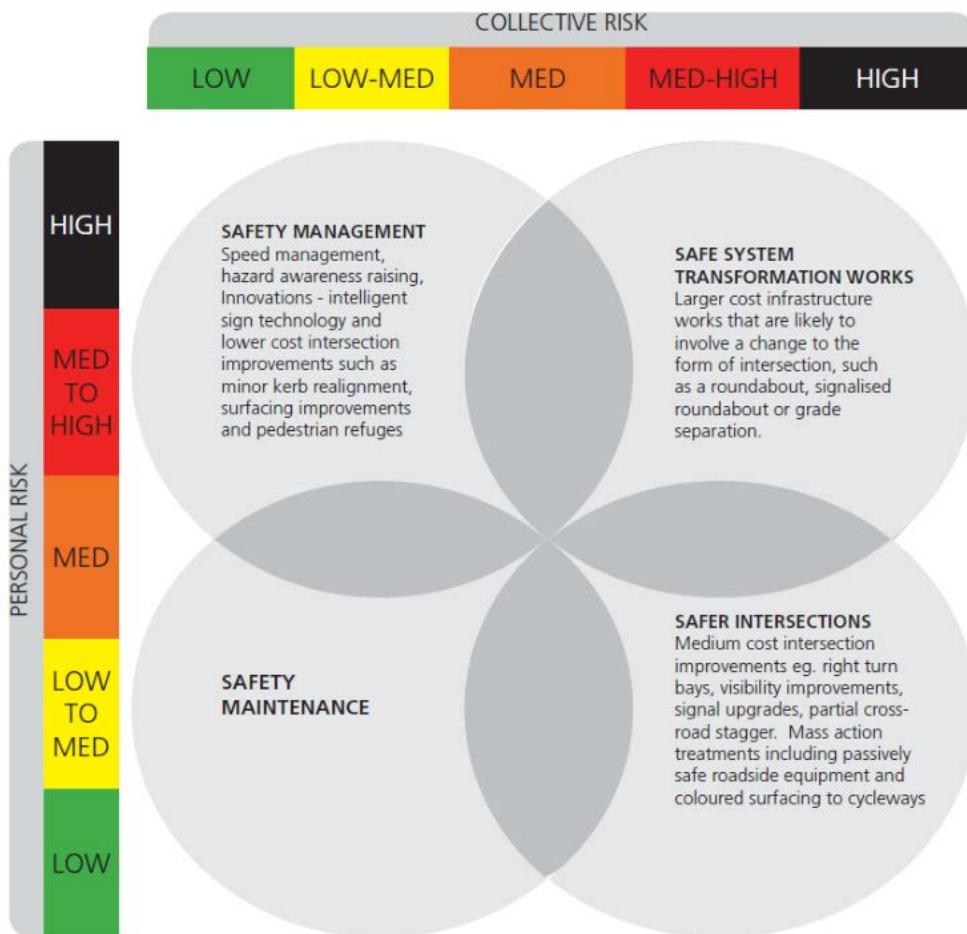 COLLECTIVE RISK
LOW
LOW-MED
MED
MED-HIGH
HIGH
PERSONAL RISK
HIGH
MED
TO
HIGH
MED
LOW
TO
MED
LOW
SAFETY MANAGEMENT
Speed management,
hazard awareness raising,
Innovations - intelligent
sign technology and
lower cost intersection
improvements such as
minor kerb realignment,
surfacing improvements
and pedestrian refuges
SAFE SYSTEM
TRANSFORMATION WORKS
Larger cost infrastructure
works that are likely to
involve a change to the
form of intersection, such
as a roundabout, signalised
roundabout or grade
separation.
SAFETY
MAINTENANCE
SAFER INTERSECTIONS
Medium cost intersection
improvements eg. right turn
bays, visibility improvements,
signal upgrades, partial cross-
road stagger.  Mass action
treatments including passively
safe roadside equipment and
coloured surfacing to cycleways